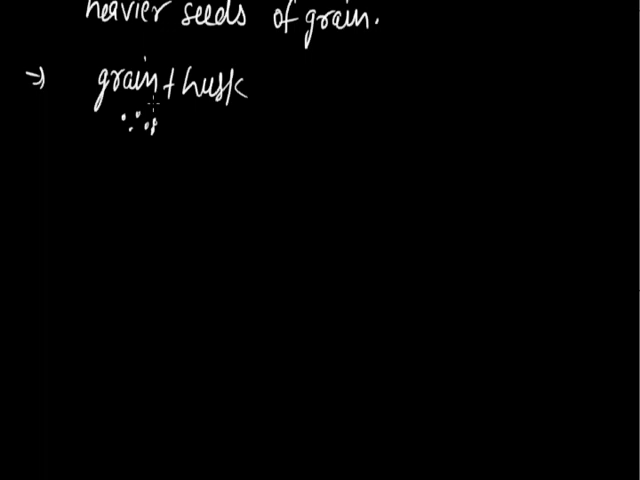 heavier seeds of grain.
⇒ grain + husk